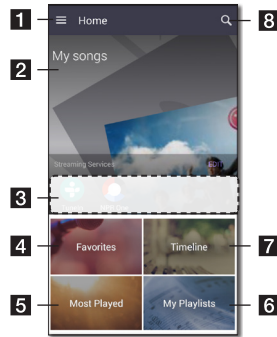 1 Home 8
2 My songs
Streaming Services EDIT
3
4 Favorites Timeline 7
5 Most Played My Playlists 6